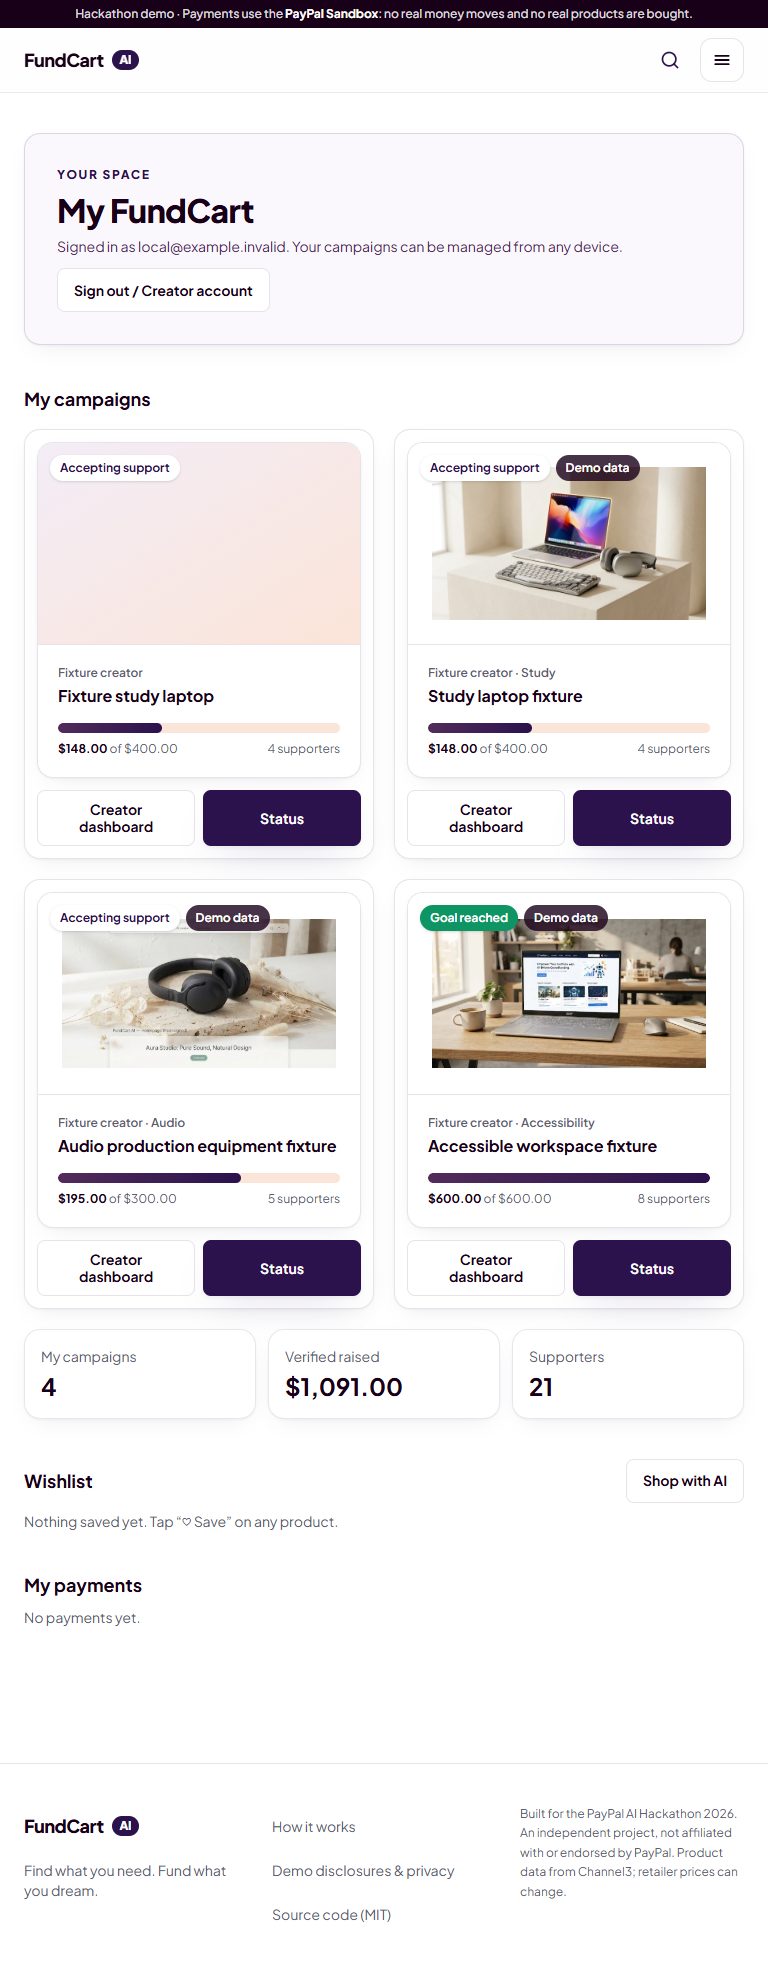 Hackathon demo · Payments use the PayPal Sandbox: no real money moves and no real products are bought.
FundCart AI
YOUR SPACE
My FundCart
Signed in as local@example.invalid. Your campaigns can be managed from any device.
Sign out / Creator account
My campaigns
Accepting support
Fixture creator
Fixture study laptop
$148.00 of $400.00
4 supporters
Creator
dashboard
Status
Accepting support
Demo data
Fixture creator · Study
Study laptop fixture
$148.00 of $400.00
4 supporters
Creator
dashboard
Status
Accepting support
Demo data
FundCart AI — Homepage
Aura Studio: Pure Sound, Natural Design
Fixture creator · Audio
Audio production equipment fixture
$195.00 of $300.00
5 supporters
Creator
dashboard
Status
Goal reached
Demo data
Fixture creator · Accessibility
Accessible workspace fixture
$600.00 of $600.00
8 supporters
Creator
dashboard
Status
My campaigns
4
Verified raised
$1,091.00
Supporters
21
Wishlist
Shop with AI
Nothing saved yet. Tap “♡ Save” on any product.
My payments
No payments yet.
FundCart AI
Find what you need. Fund what
you dream.
How it works
Demo disclosures & privacy
Source code (MIT)
Built for the PayPal AI Hackathon 2026.
An independent project, not affiliated
with or endorsed by PayPal. Product
data from Channel3; retailer prices can
change.